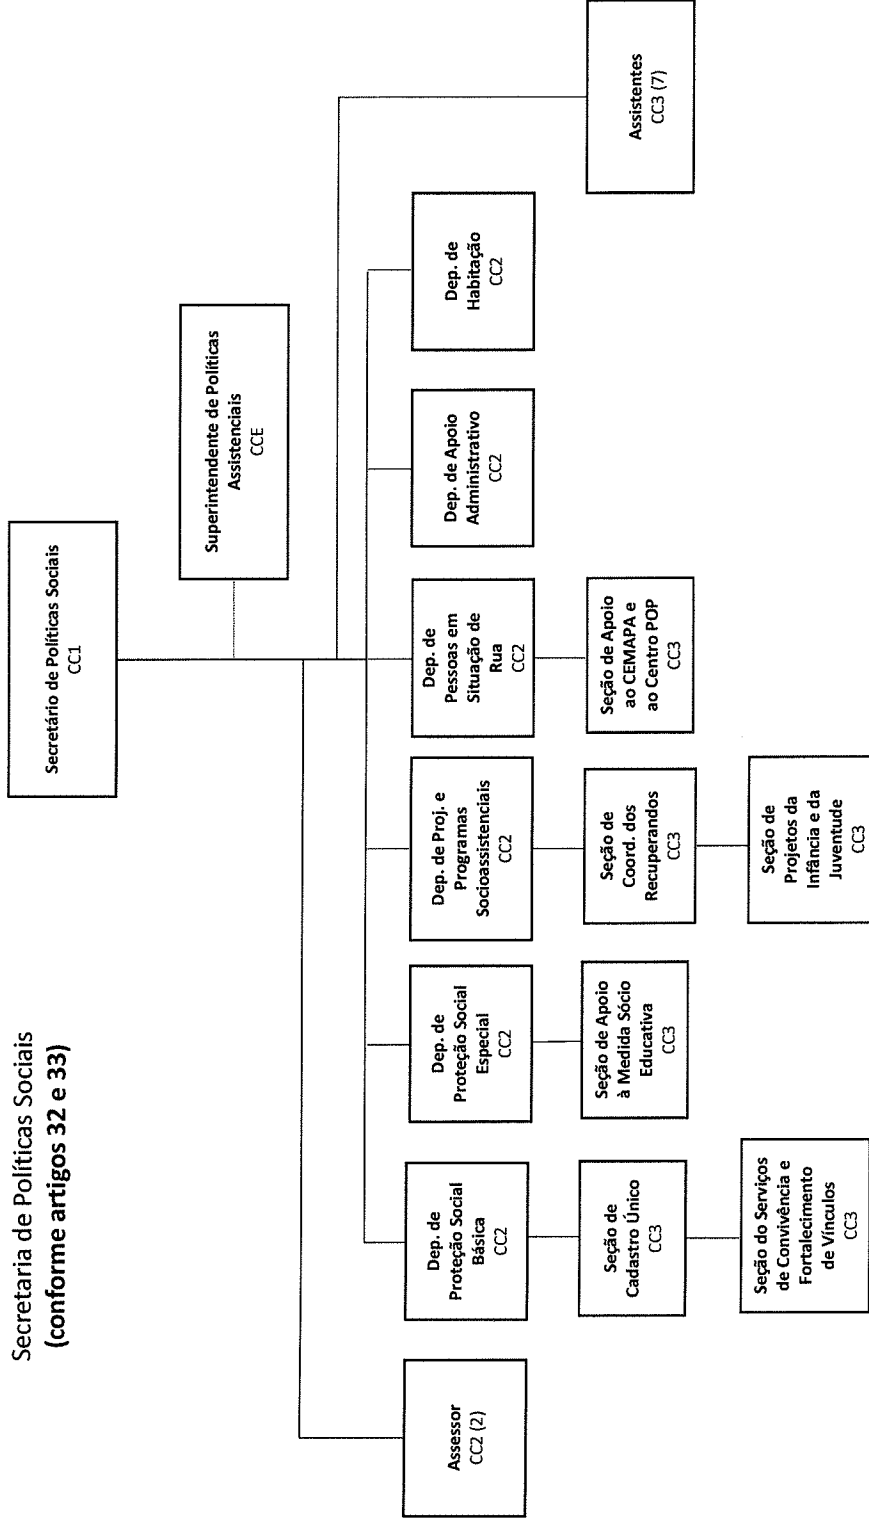 Secretaria de Políticas Sociais
(conforme artigos 32 e 33)
Secretário de Políticas Sociais
CC1
Superintendente de Políticas
Assistenciais
CCE
Assessor
CC2 (2)
Dep. de
Proteção Social
Básica
CC2
Dep. de
Proteção Social
Especial
CC2
Dep. de Proj. e
Programas
Socioassistenciais
CC2
Dep. de
Pessoas em
Situação de
Rua
CC2
Dep. de Apoio
Administrativo
CC2
Dep. de
Habitação
CC2
Assistentes
CC3 (7)
Seção de
Cadastro Único
CC3
Seção de Apoio
à Medida Sócio
Educativa
CC3
Seção de
Coord. dos
Recuperandos
CC3
Seção de Apoio
ao CEMAPA e
ao Centro POP
CC3
Seção do Serviços
de Convivência e
Fortalecimento
de Vínculos
CC3
Seção de
Projetos da
Infância e da
Juventude
CC3